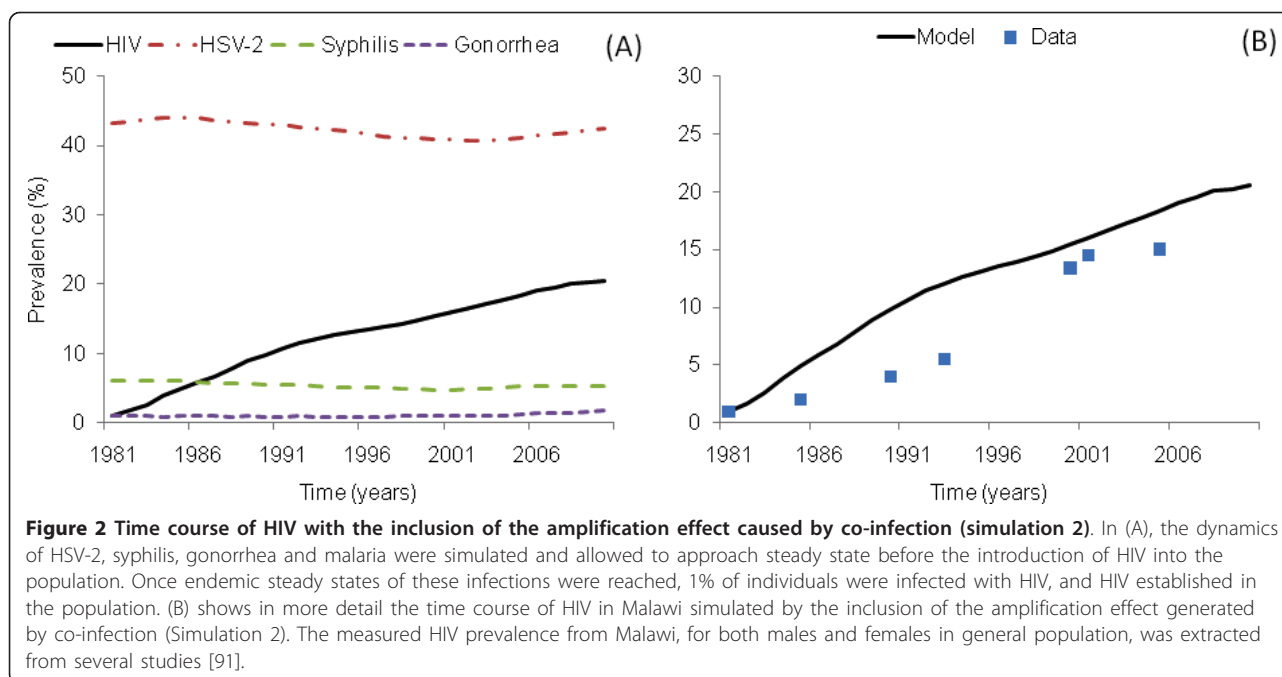 HIV HSV-2 Syphilis Gonorrhea (A)
50
40
30
20
10
0
Prevalence (%)
1981 1986 1991 1996 2001 2006
Time (years)
Model Data (B)
30
25
20
15
10
5
0
1981 1986 1991 1996 2001 2006
Time (years)
Figure 2 Time course of HIV with the inclusion of the amplification effect caused by co-infection (simulation 2). In (A), the dynamics
of HSV-2, syphilis, gonorrhea and malaria were simulated and allowed to approach steady state before the introduction of HIV into the
population. Once endemic steady states of these infections were reached, 1% of individuals were infected with HIV, and HIV established in
the population. (B) shows in more detail the time course of HIV in Malawi simulated by the inclusion of the amplification effect generated
by co-infection (Simulation 2). The measured HIV prevalence from Malawi, for both males and females in general population, was extracted
from several studies [91].